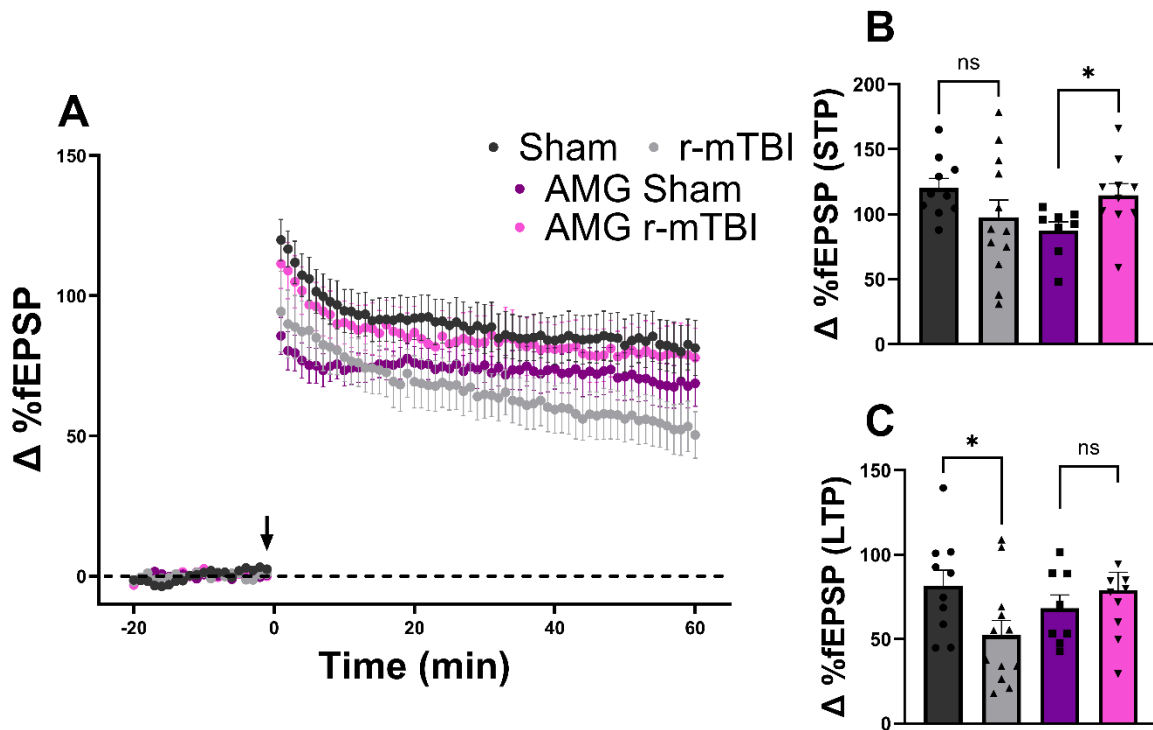 A
Δ %fEPSP
150
100
50
0
-20
0
20
40
60
Time (min)
Sham r-mTBI
AMG Sham
AMG r-mTBI
B
Δ %fEPSP (STP)
200
150
100
50
0
ns
*
C
Δ %fEPSP (LTP)
150
100
50
0
*
ns